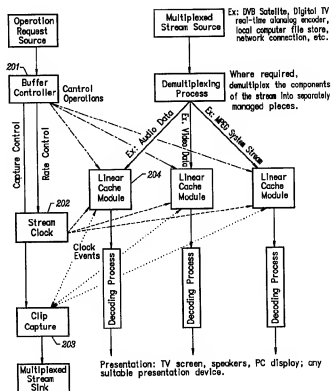 Operation
Request
Source
Multiplexed
Stream Source
Ex: DVB Satelite, Digital TV
real-time alanalog encoder,
local computer file store,
network connection, etc.
201
Buffer
Controller
Control
Operations
Demultiplexing
Process
Where required,
demultiplex the components
of the stream into separately
managed pieces.
Capture Control
Rate Control
Ex: Audio Data
Ex. Video Data
Ex: MPEG System Stream
204
Linear
Cache
Module
Linear
Cache
Module
Linear
Cache
Module
202
Stream
Clock
Clock
Events
Decoding Process
Decoding Process
Decoding Process
Clip
Capture
203
Multiplexed
Stream
Sink
Presentation: TV screen, speakers, PC display; any
suitable presentation device.